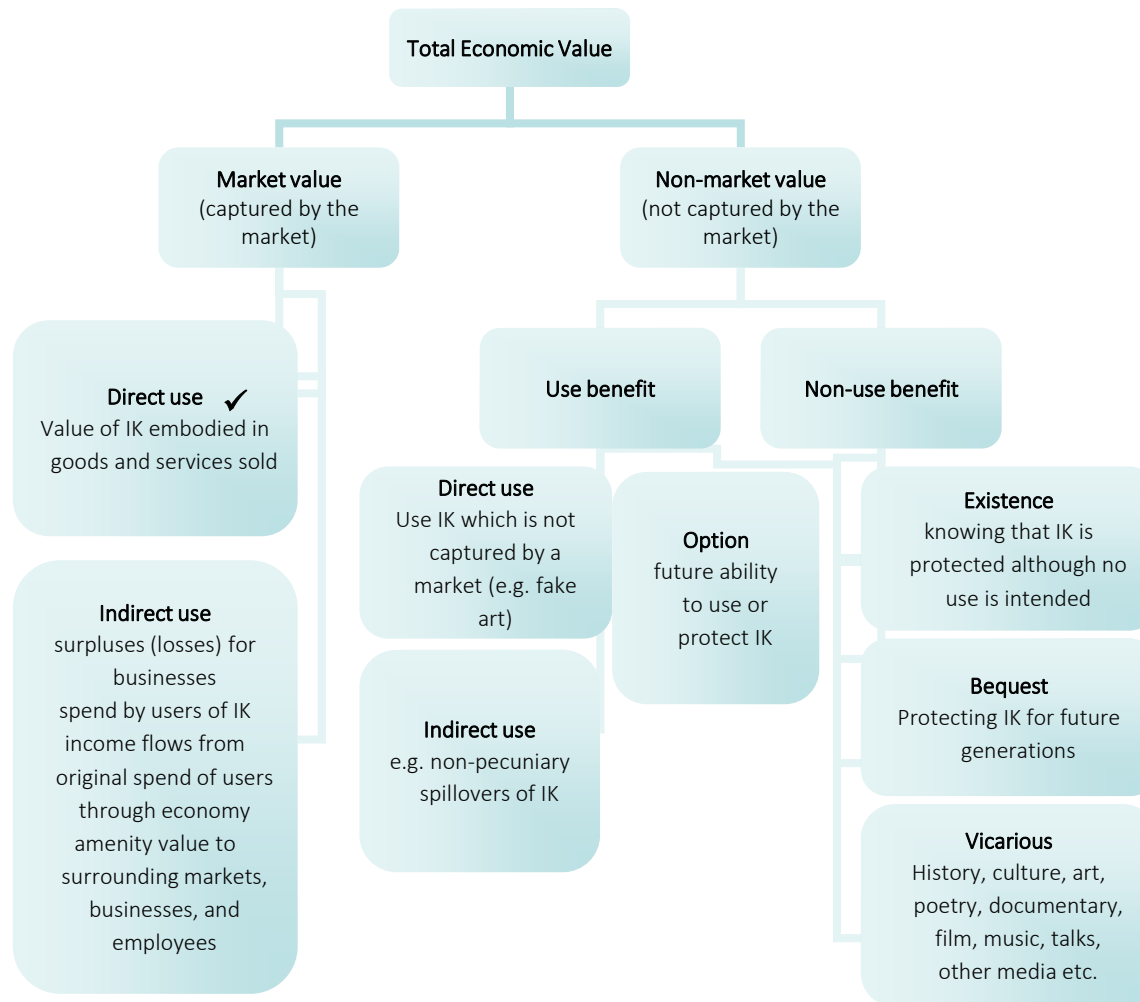 Total Economic Value
Market value
(captured by the
market)
Non-market value
(not captured by the
market)
Direct use ✓
Value of IK embodied in
goods and services sold
Indirect use
surpluses (losses) for
businesses
spend by users of IK
income flows from
original spend of users
through economy
amenity value to
surrounding markets,
businesses, and
employees
Use benefit
Non-use benefit
Direct use
Use IK which is not
captured by a
market (e.g. fake
art)
Option
future ability
to use or
protect IK
Indirect use
e.g. non-pecuniary
spillovers of IK
Existence
knowing that IK is
protected although no
use is intended
Bequest
Protecting IK for future
generations
Vicarious
History, culture, art,
poetry, documentary,
film, music, talks,
other media etc.